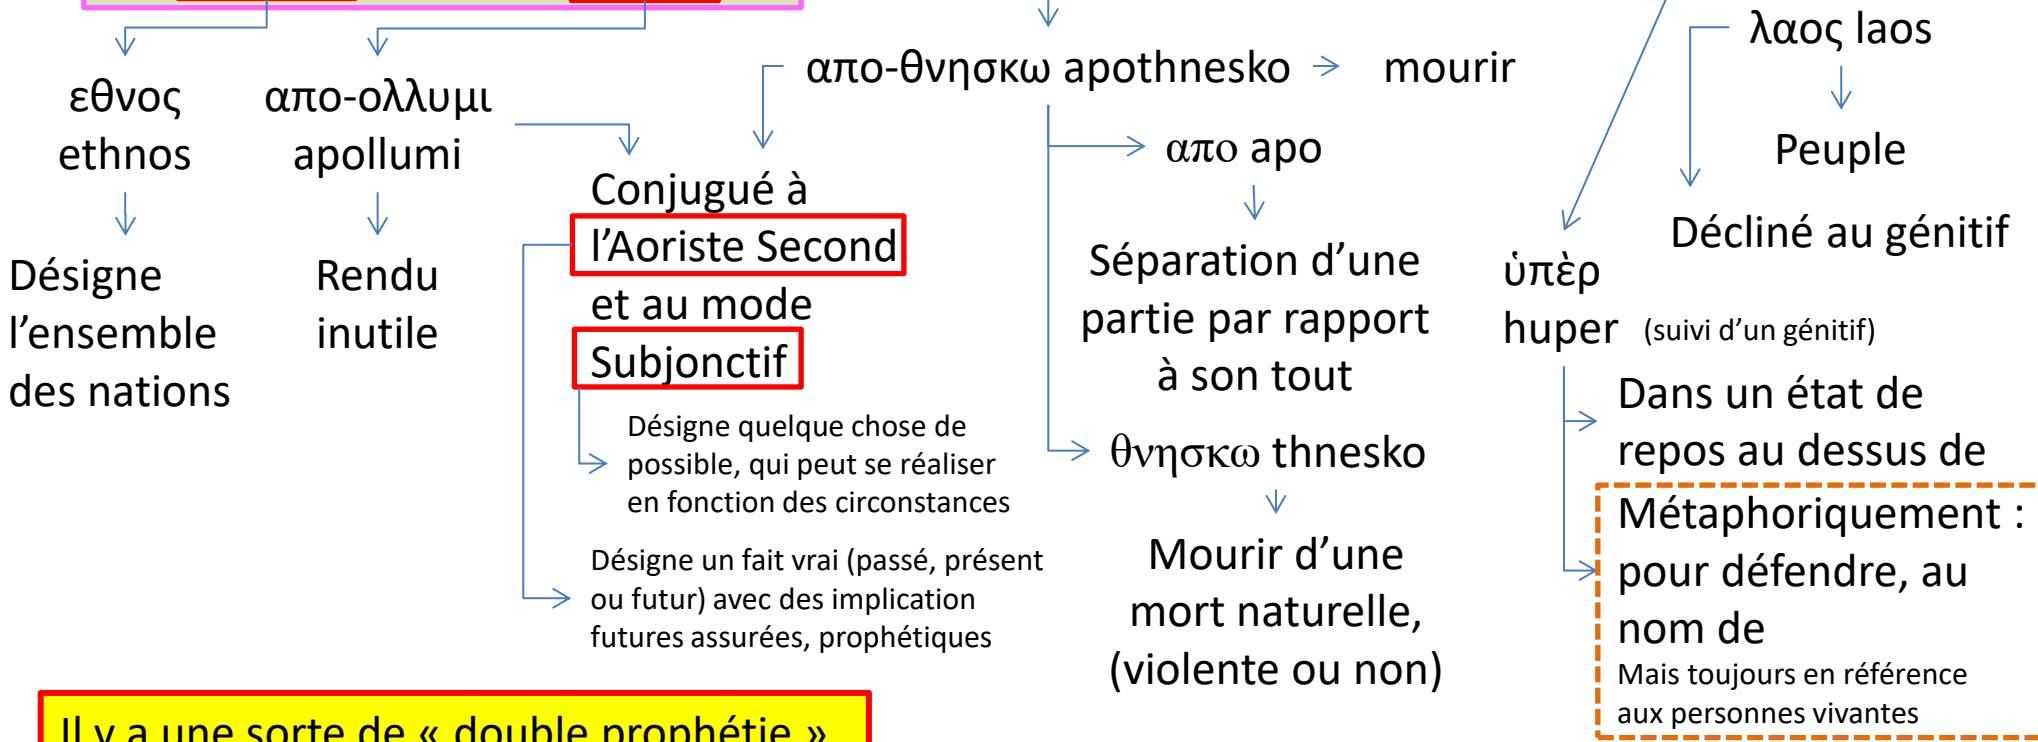 εθνος
ethnos
Désigne
l’ensemble
des nations
απο-ολλυμι
apollumi
Rendu
inutile
απο-θνησκω apothnesko
mourir
Conjugué à
l’Aoriste Second
et au mode
Subjonctif
Désigne quelque chose de
possible, qui peut se réaliser
en fonction des circonstances
Désigne un fait vrai (passé, présent
ou futur) avec des implication
futures assurées, prophétiques
απο apo
Séparation d’une
partie par rapport
à son tout
θνησκω thnesko
Mourir d’une
mort naturelle,
(violente ou non)
λαος laos
Peuple
Décliné au génitif
ὑπὲρ
huper (suivi d’un génitif)
Dans un état de
repos au dessus de
Métaphoriquement :
pour défendre, au
nom de
Mais toujours en référence
aux personnes vivantes
Il y a une sorte de « double prophétie »